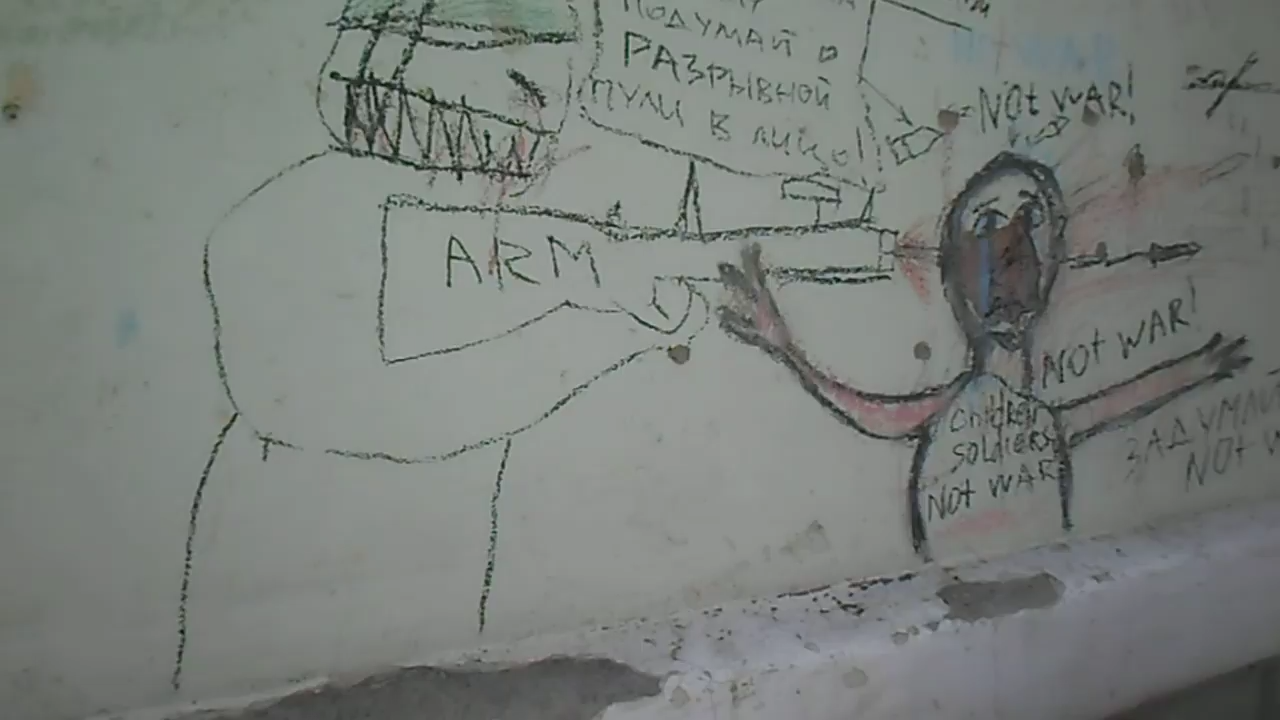 ПОДУМАЙ О
РАЗРЫВНОЙ
ПУЛИ В ЛИЦО!
NOt WAR!
ARM
NOt WAR!
ChildreN
SOLdIERS
NOt WAR
ЗАДУМАЙ
NOt W